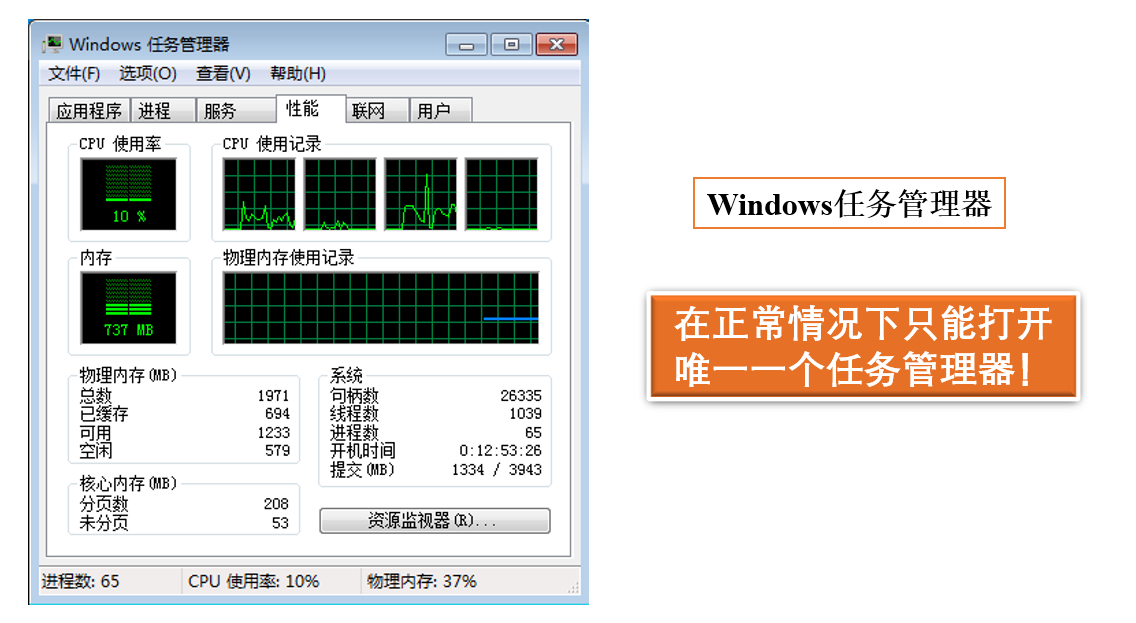 Windows 任务管理器
文件(F) 选项(O) 查看(V) 帮助(H)
应用程序 进程 服务 性能 联网 用户
CPU 使用率
10 %
CPU 使用记录
内存
737 MB
物理内存使用记录
物理内存(MB)
总数 1971
已缓存 694
可用 1233
空闲 579
系统
句柄数 26335
线程数 1039
进程数 65
开机时间 0:12:53:26
提交(MB) 1334 / 3943
核心内存(MB)
分页数 208
未分页 53
资源监视器(R)...
进程数: 65 CPU 使用率: 10% 物理内存: 37%
Windows任务管理器
在正常情况下只能打开
唯一一个任务管理器！